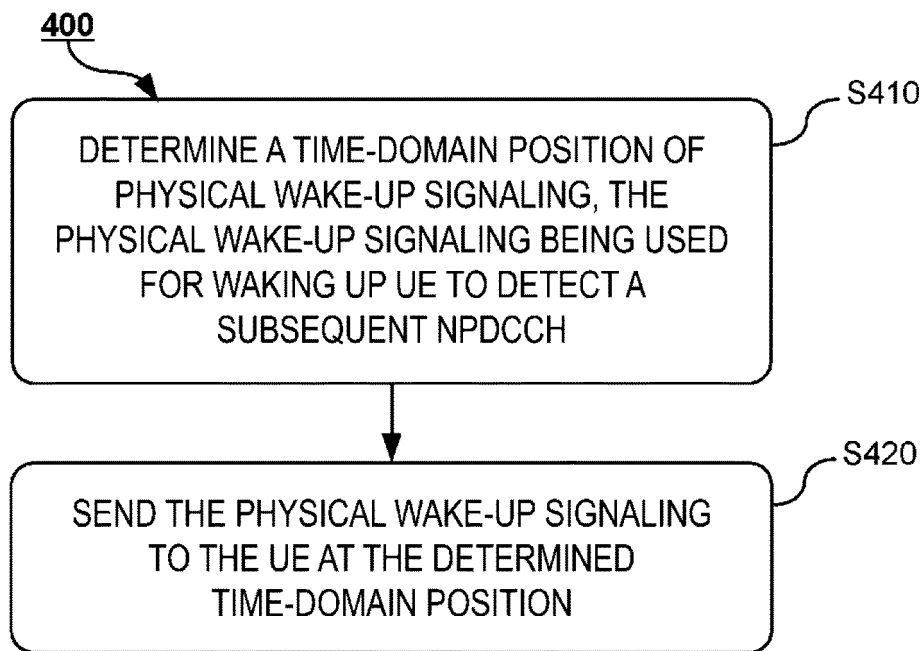 400
S410
DETERMINE A TIME-DOMAIN POSITION OF
PHYSICAL WAKE-UP SIGNALING, THE
PHYSICAL WAKE-UP SIGNALING BEING USED
FOR WAKING UP UE TO DETECT A
SUBSEQUENT NPDCCH
S420
SEND THE PHYSICAL WAKE-UP SIGNALING
TO THE UE AT THE DETERMINED
TIME-DOMAIN POSITION